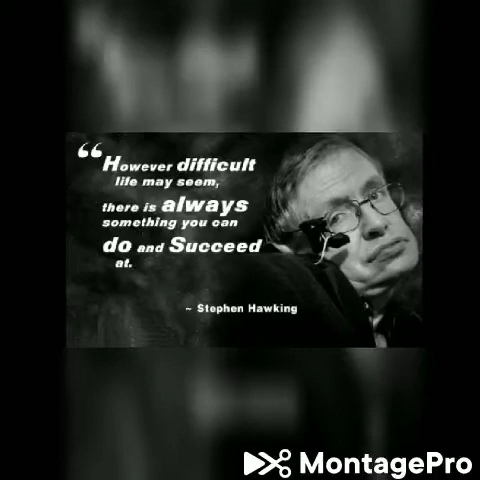 “However difficult
life may seem,
there is always
something you can
do and Succeed
at.
~ Stephen Hawking
MontagePro